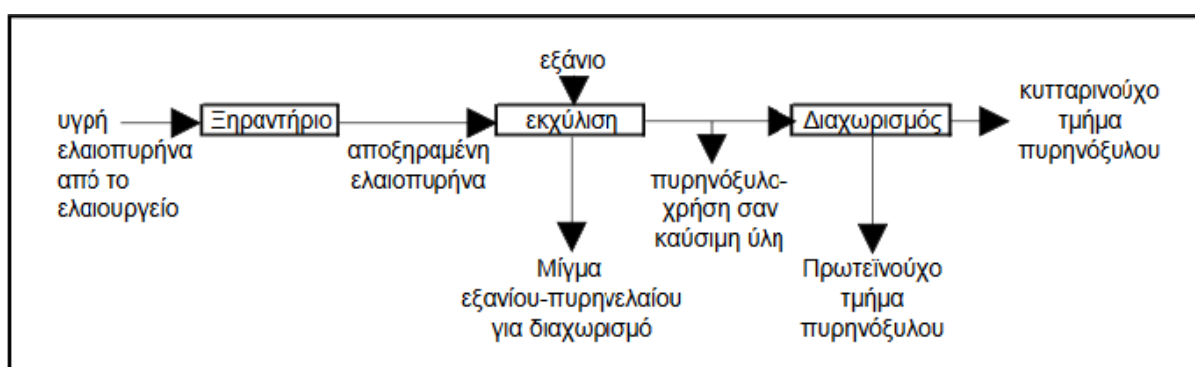 εξάνιο
υγρή
ελαιοπυρήνα
από το
ελαιουργείο
Ξηραντήριο
αποξηραμένη
ελαιοπυρήνα
εκχύλιση
Μίγμα
εξανίου-πυρηνελαίου
για διαχωρισμό
πυρηνόξυλο-
χρήση σαν
καύσιμη ύλη
Διαχωρισμός
Πρωτεϊνούχο
τμήμα
πυρηνόξυλου
κυτταρινούχο
τμήμα
πυρηνόξυλου